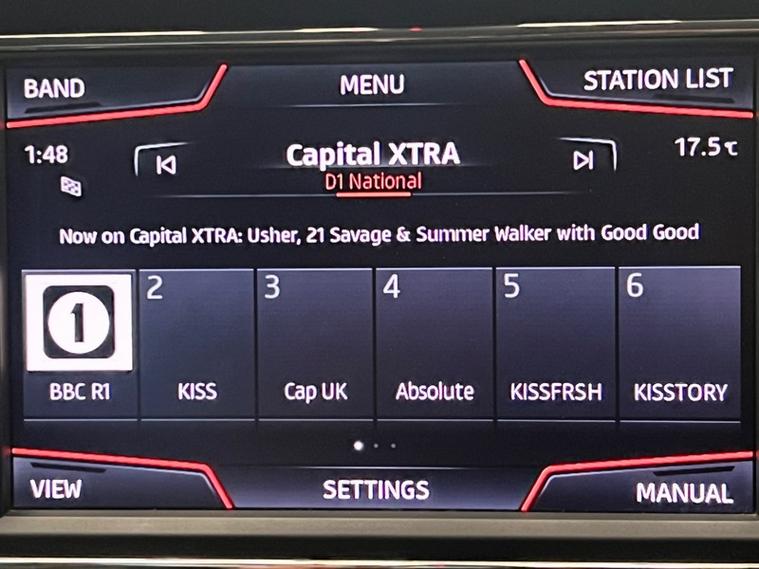 BAND MENU STATION LIST
1:48 Capital XTRA 17.5°C
D1 National
Now on Capital XTRA: Usher, 21 Savage & Summer Walker with Good Good
1 2 3 4 5 6
BBC R1 KISS Cap UK Absolute KISSFRSH KISSTORY
VIEW SETTINGS MANUAL